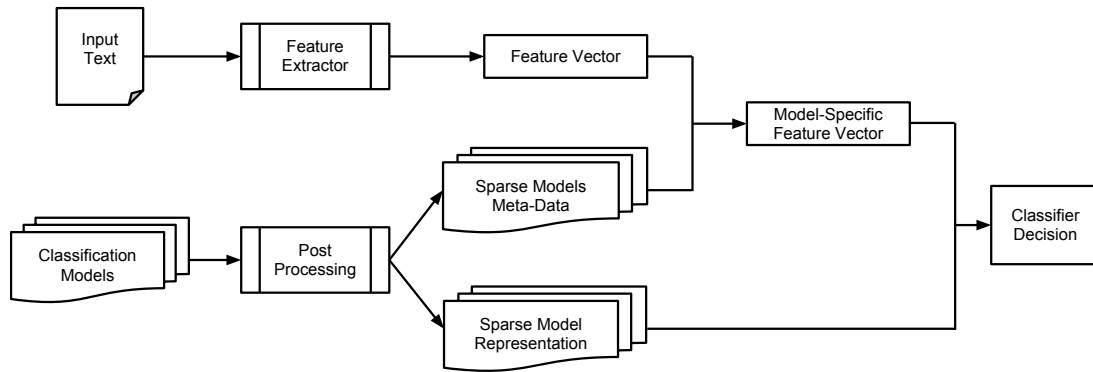 Input
Text
Feature
Extractor
Feature Vector
Model-Specific
Feature Vector
Sparse Models
Meta-Data
Classification
Models
Post
Processing
Classifier
Decision
Sparse Model
Representation